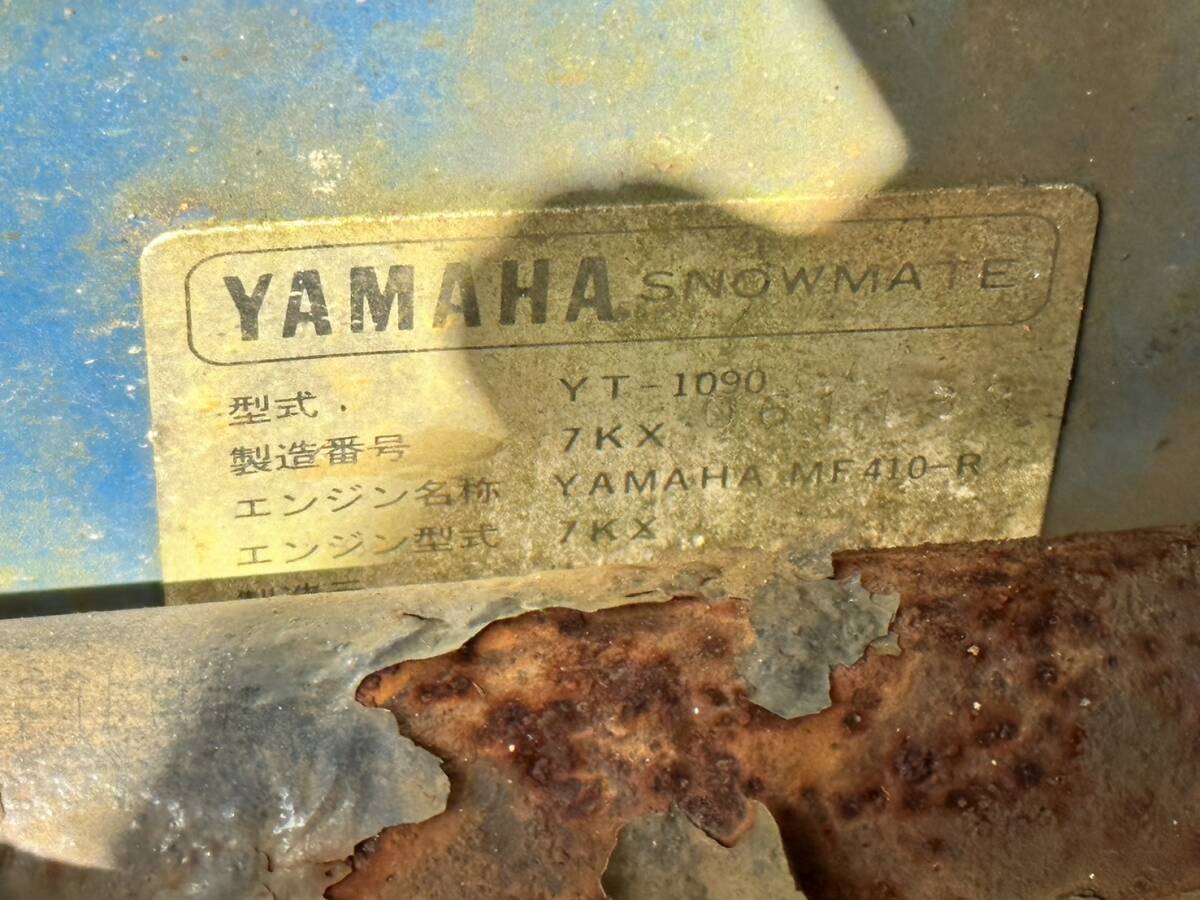 YAMAHA SNOWMATE
型式 YT-1090
製造番号 7KX
エンジン名称 YAMAHA MF410-R
エンジン型式 7KX